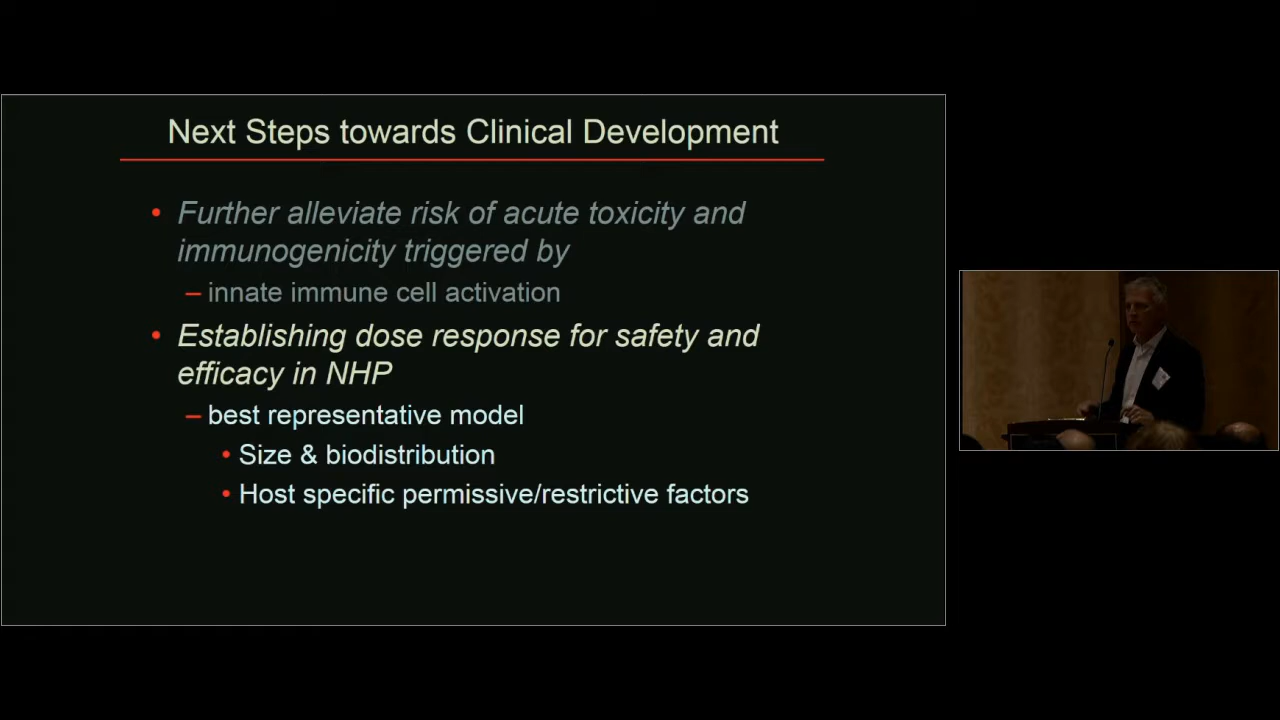 Next Steps towards Clinical Development
• Further alleviate risk of acute toxicity and
immunogenicity triggered by
– innate immune cell activation
• Establishing dose response for safety and
efficacy in NHP
– best representative model
• Size & biodistribution
• Host specific permissive/restrictive factors